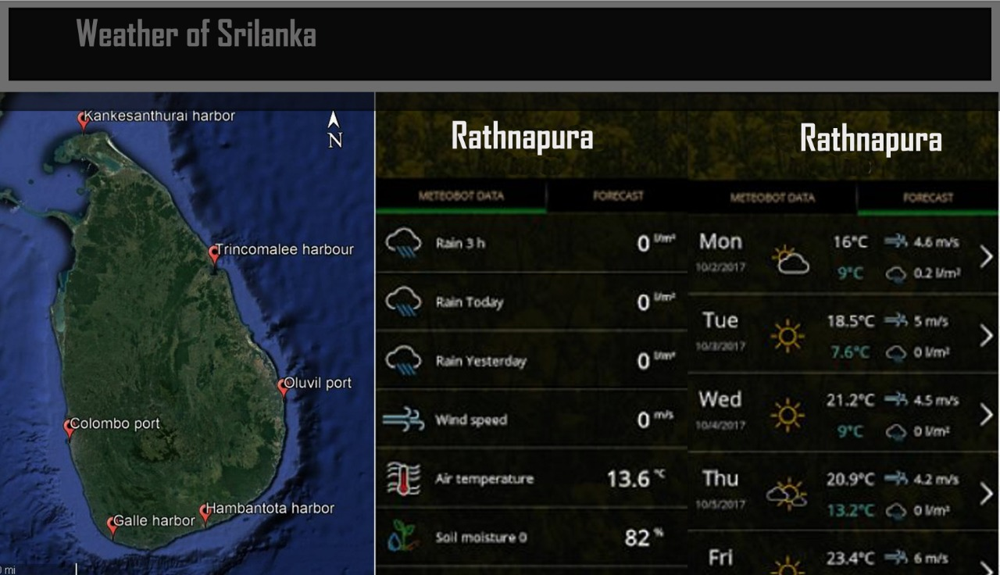 Weather of Srilanka
Kankesanthurai harbor
N
Trincomalee harbour
Oluvil port
Colombo port
Hambantota harbor
Galle harbor
0 mi
Rathnapura
METEOBOT DATA FORECAST
Rain 3 h 0 l/m²
Rain Today 0 l/m²
Rain Yesterday 0 l/m²
Wind speed 0 m/s
Air temperature 13.6 °C
Soil moisture 0 82 %
Rathnapura
METEOBOT DATA FORECAST
Mon 16°C 4.6 m/s
10/2/2017 9°C 0.2 l/m²
Tue 18.5°C 5 m/s
10/3/2017 7.6°C 0 l/m²
Wed 21.2°C 4.5 m/s
10/4/2017 9°C 0 l/m²
Thu 20.9°C 4.2 m/s
10/5/2017 13.2°C 0 l/m²
Fri 23.4°C 6 m/s